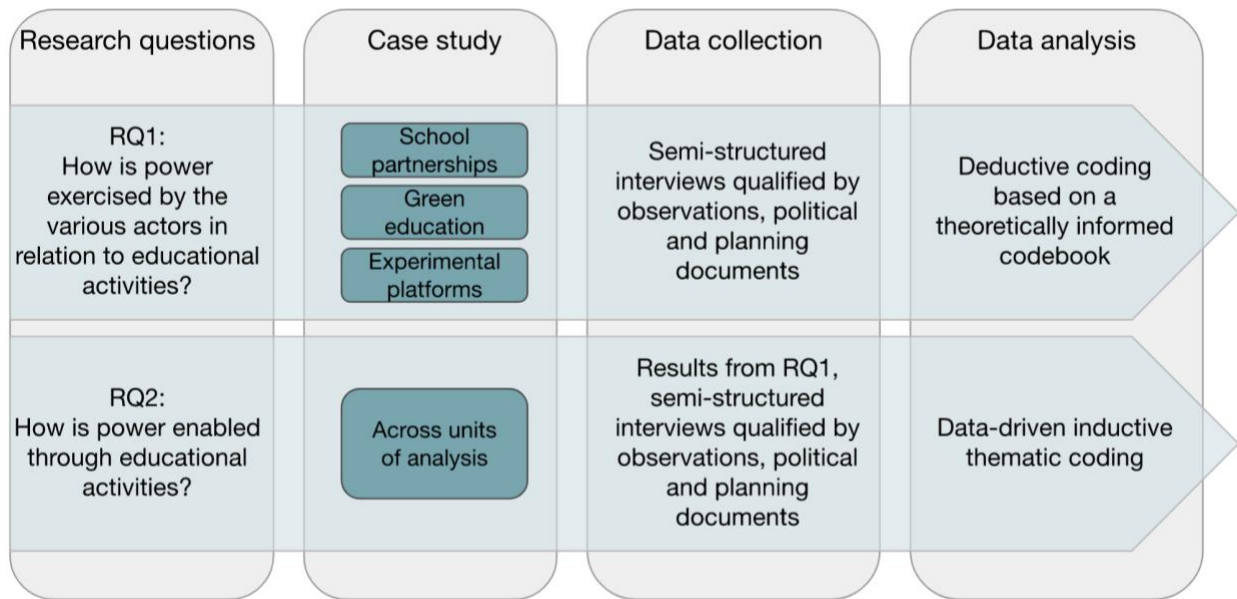 Research questions
Case study
Data collection
Data analysis
RQ1:
How is power
exercised by the
various actors in
relation to educational
activities?
School
partnerships
Green
education
Experimental
platforms
Semi-structured
interviews qualified by
observations, political
and planning
documents
Deductive coding
based on a
theoretically informed
codebook
RQ2:
How is power enabled
through educational
activities?
Across units
of analysis
Results from RQ1,
semi-structured
interviews qualified by
observations, political
and planning
documents
Data-driven inductive
thematic coding